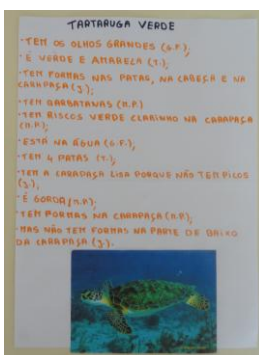 TARTARUGA VERDE
-TEM OS OLHOS GRANDES (G.F.);
-É VERDE E AMARELA (T.);
-TEM FORMAS NAS PATAS, NA CABEÇA E NA
CARAPAÇA (J.);
-TEM BARBATANAS (M.P.)
-TEM RISCOS VERDE CLARINHO NA CARAPAÇA
(M.P.);
-ESTÁ NA ÁGUA (G.F.);
-TEM 4 PATAS (T.);
-TEM A CARAPAÇA LISA PORQUE NÃO TEM PICOS
(J.);
-É GORDA (M.P.);
-TEM FORMAS NA CARAPAÇA (M.P.);
-MAS NÃO TEM FORMAS NA PARTE DE BAIXO
DA CARAPAÇA (J.).